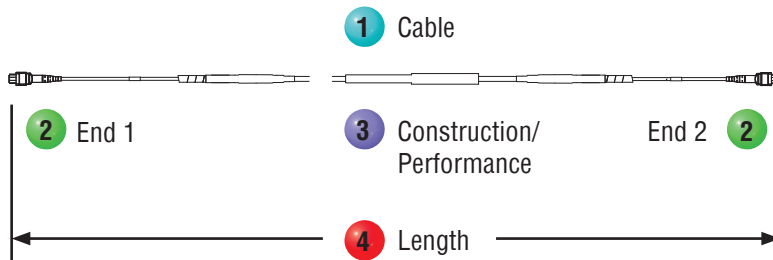 1 Cable
2 End 1
3 Construction/
Performance
End 2 2
4 Length